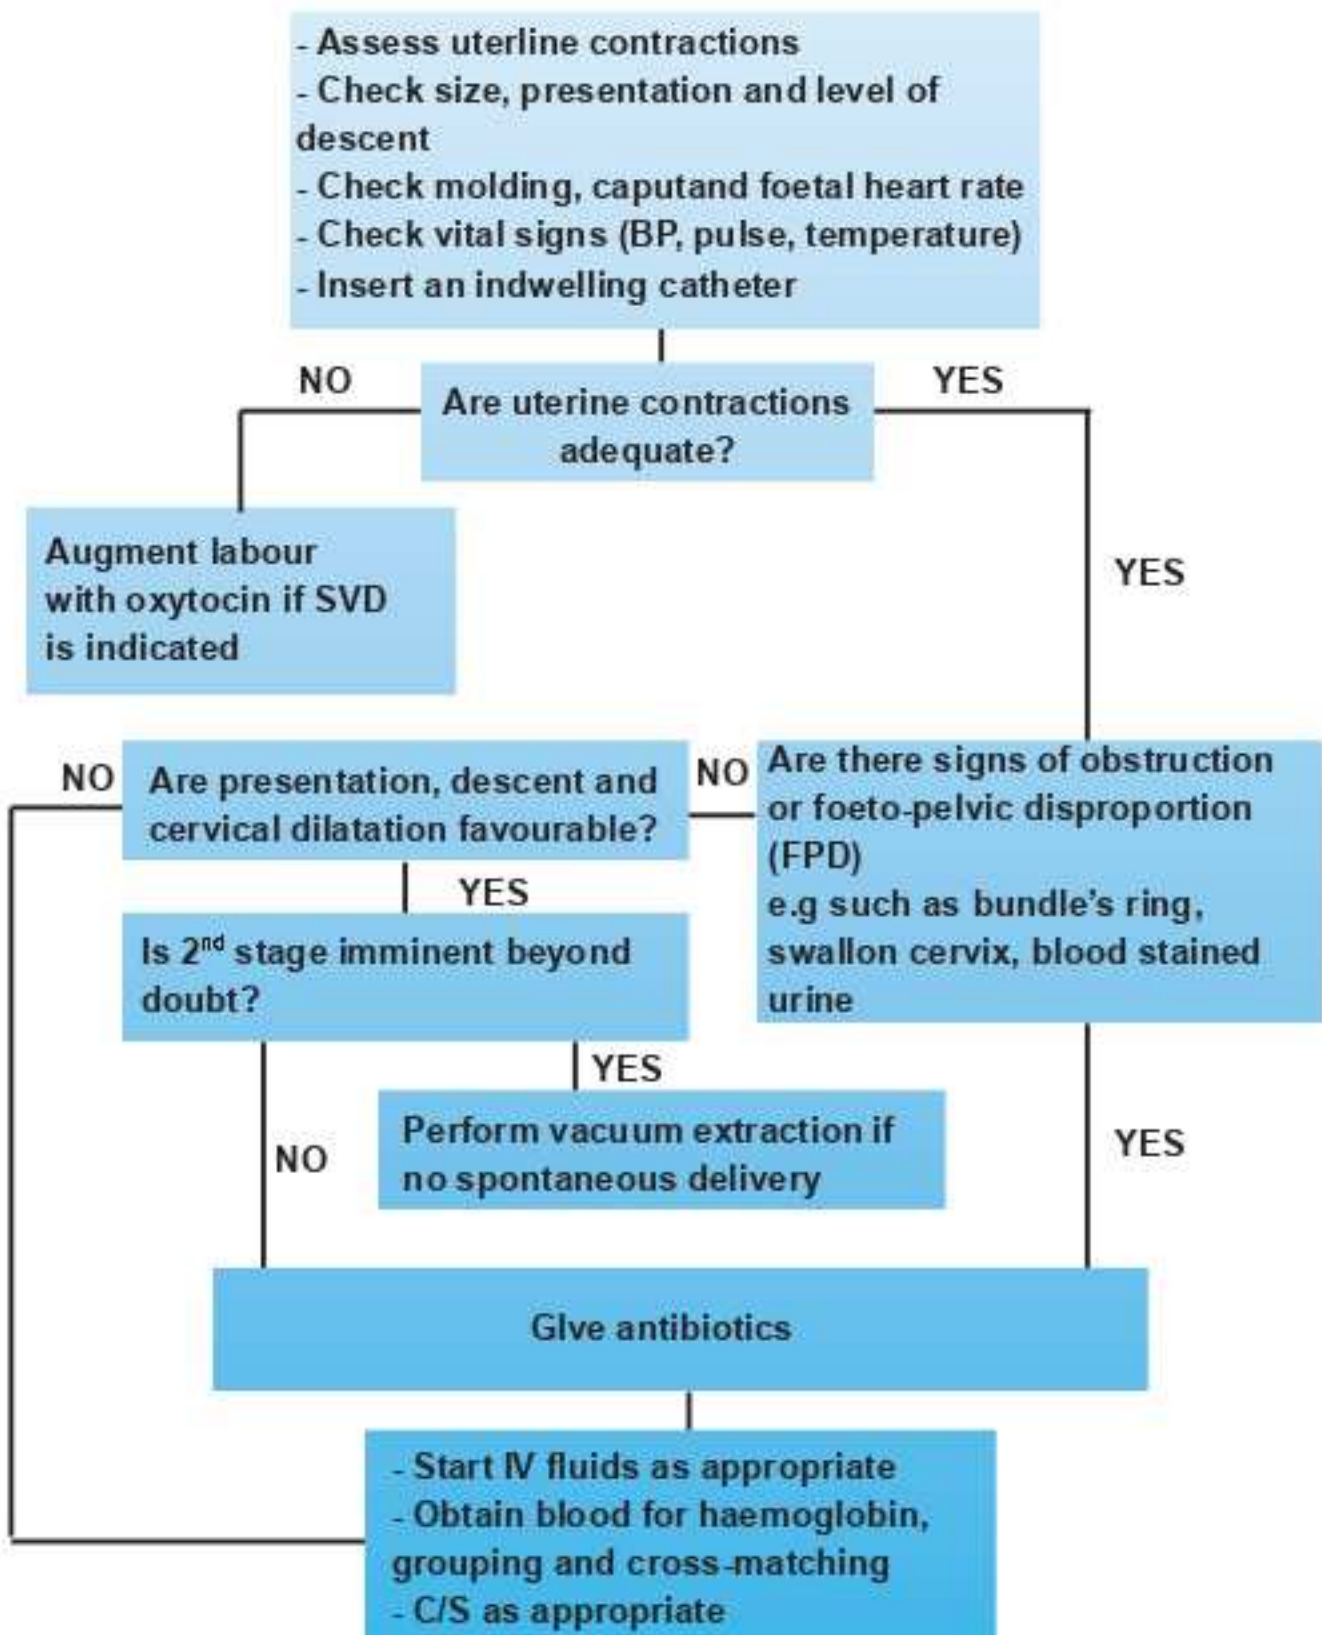 - Assess uterline contractions
- Check size, presentation and level of
descent
- Check molding, caputand foetal heart rate
- Check vital signs (BP, pulse, temperature)
- Insert an indwelling catheter
NO
YES
Are uterine contractions
adequate?
Augment labour
with oxytocin if SVD
is indicated
YES
NO
Are presentation, descent and
cervical dilatation favourable?
NO
Are there signs of obstruction
or foeto-pelvic disproportion
(FPD)
e.g such as bundle's ring,
swallon cervix, blood stained
urine
YES
Is 2nd stage imminent beyond
doubt?
YES
Perform vacuum extraction if
no spontaneous delivery
NO
YES
GIve antibiotics
- Start IV fluids as appropriate
- Obtain blood for haemoglobin,
grouping and cross-matching
- C/S as appropriate